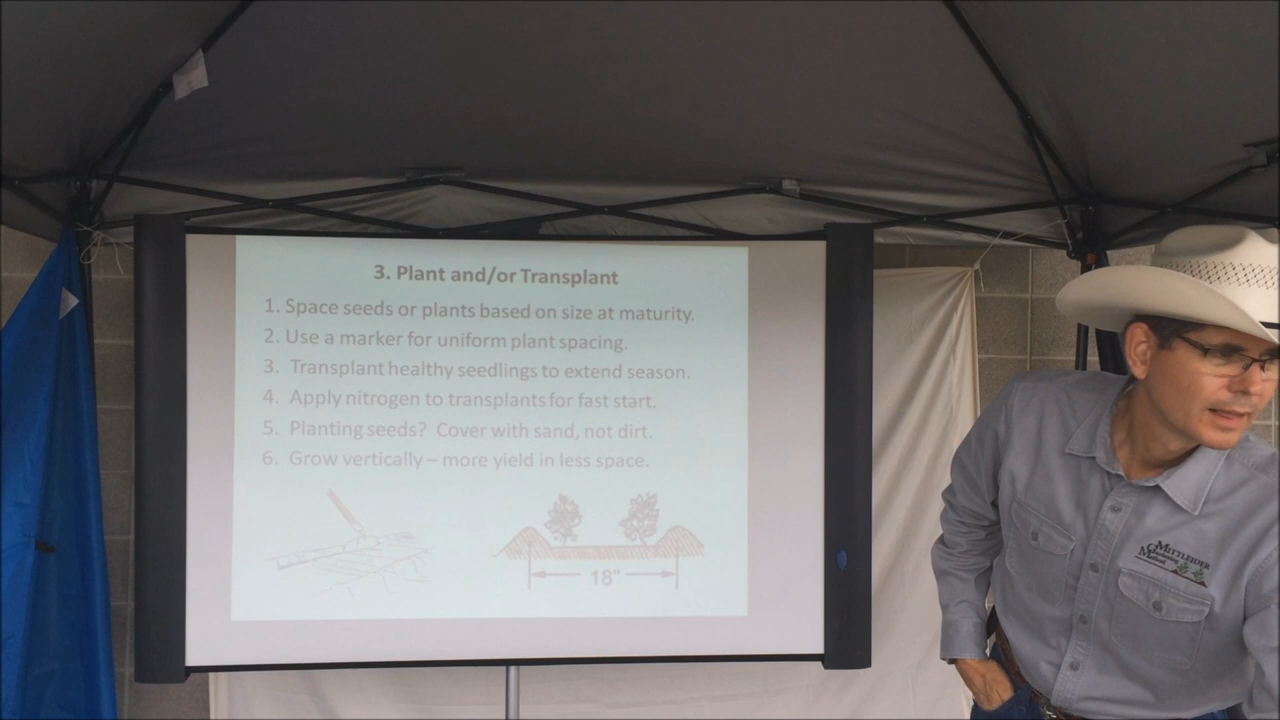 3. Plant and/or Transplant
1. Space seeds or plants based on size at maturity.
2. Use a marker for uniform plant spacing.
3. Transplant healthy seedlings to extend season.
4. Apply nitrogen to transplants for fast start.
5. Planting seeds? Cover with sand, not dirt.
6. Grow vertically – more yield in less space.
18"
MITTLEIDER
Gardening
Method